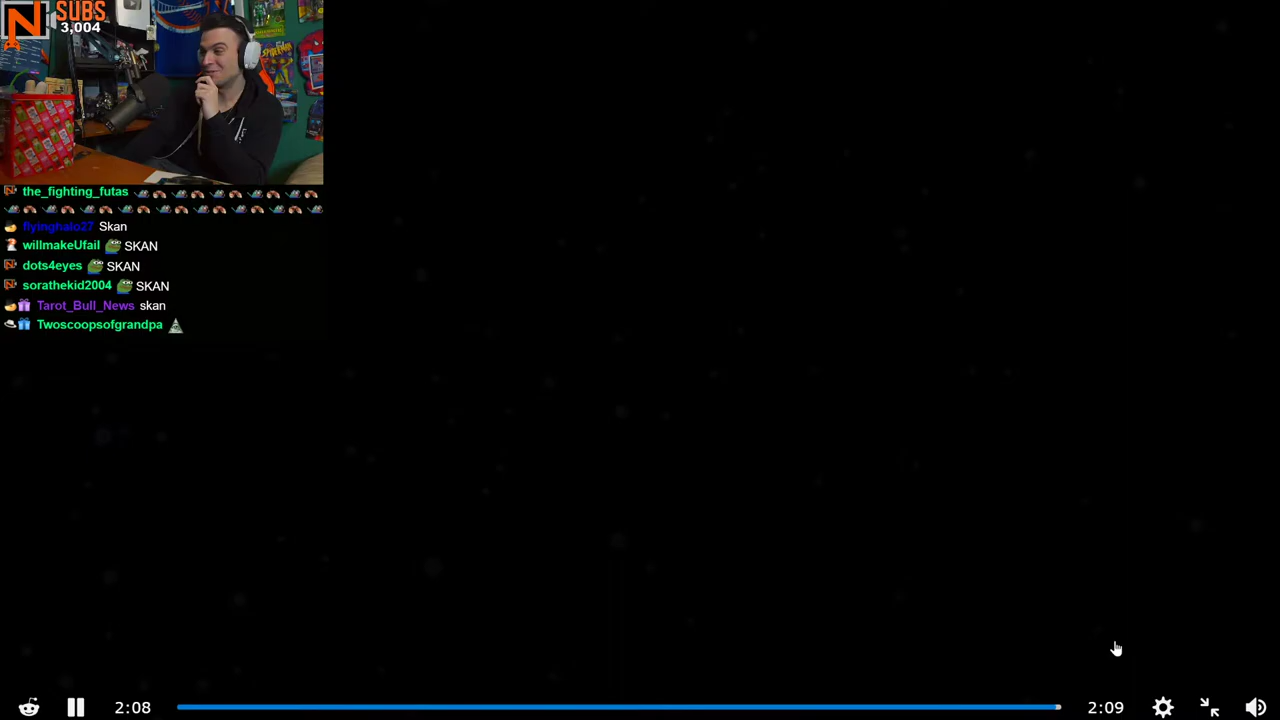 N SUBS
3,004
the_fighting_futas
flyinghalo27 Skan
willmakeUfail SKAN
dots4eyes SKAN
sorathekid2004 SKAN
Tarot_Bull_News skan
Twoscoopsofgrandpa
2:08 2:09